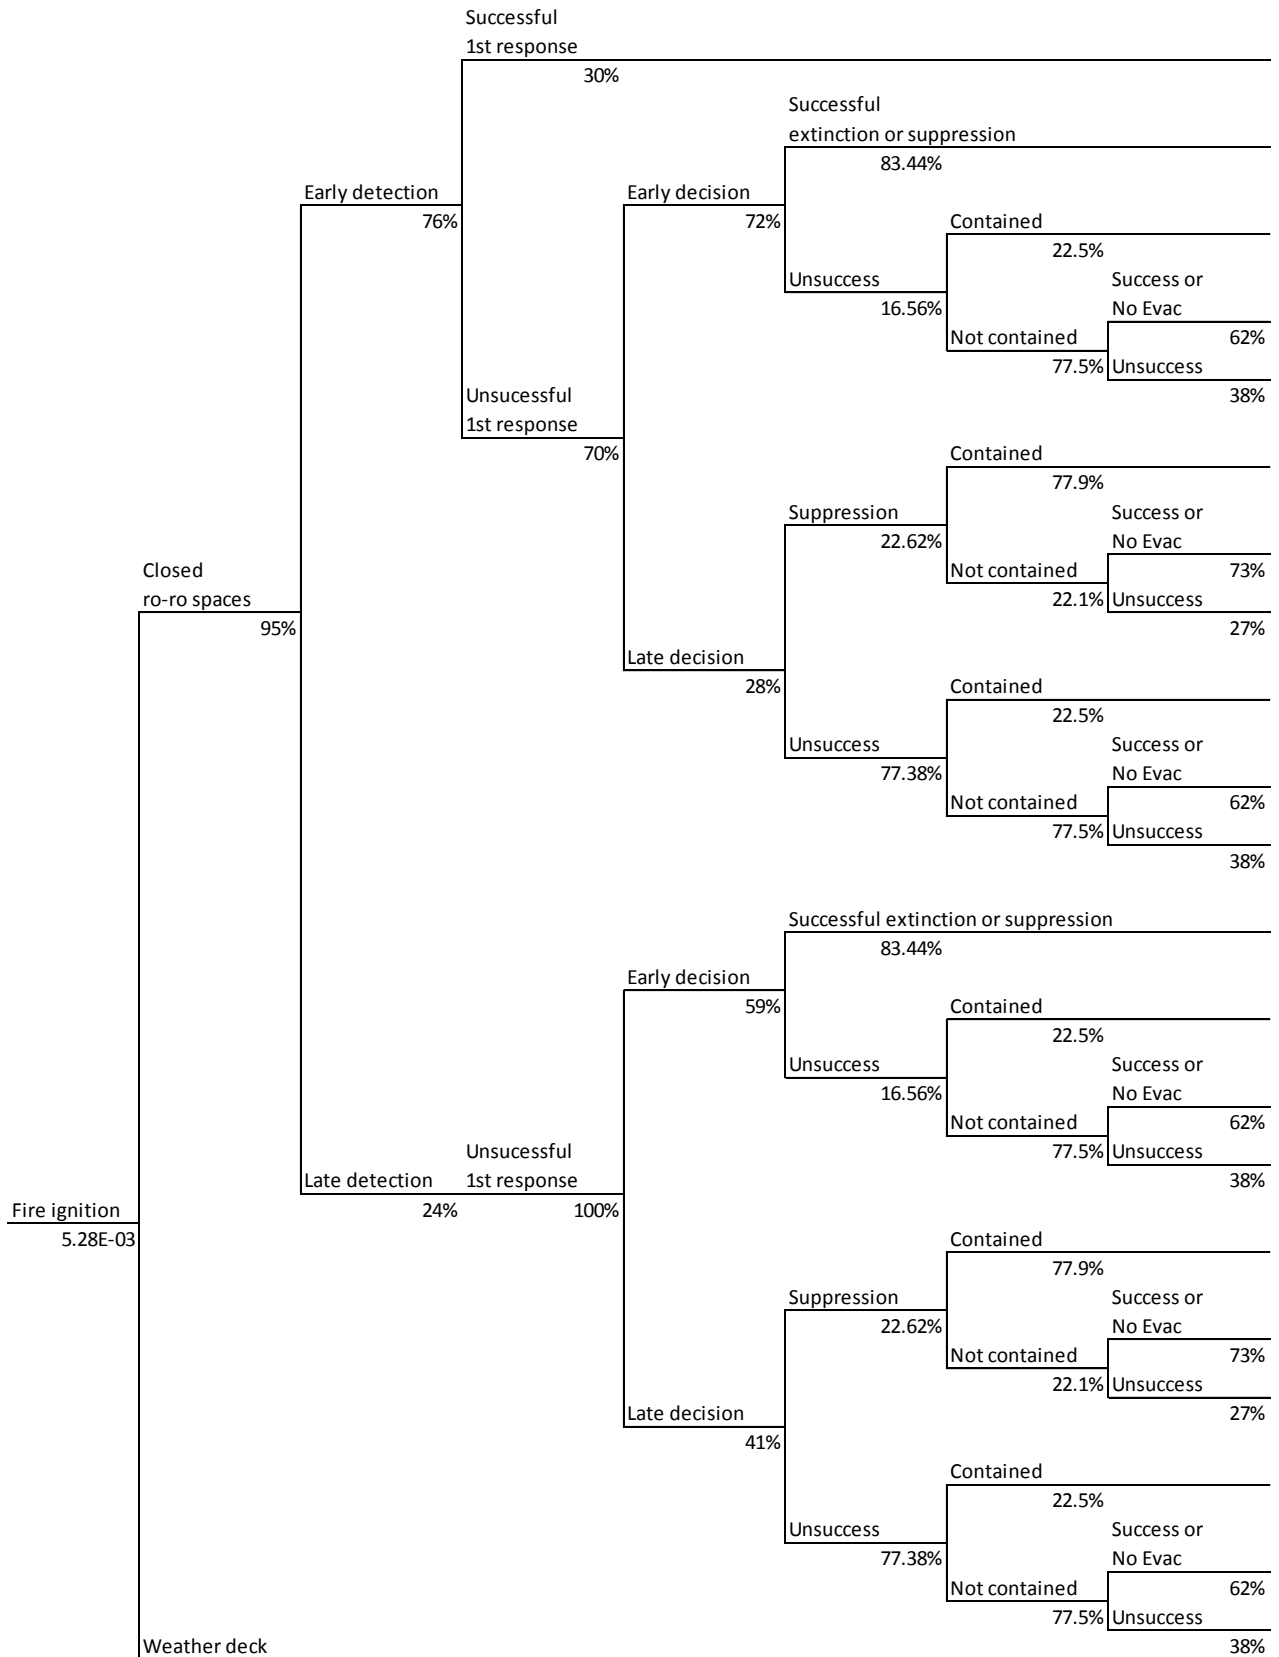 Successful
1st response
30%
Successful
extinction or suppression
83.44%
Early detection
Early decision
76%
72%
Contained
22.5%
Unsuccess
Success or
16.56%
No Evac
Not contained
62%
77.5%
Unsuccess
Unsucessful
38%
1st response
70%
Contained
77.9%
Suppression
Success or
22.62%
No Evac
Closed
Not contained
73%
ro-ro spaces
22.1%
Unsuccess
95%
27%
Late decision
28%
Contained
22.5%
Unsuccess
Success or
77.38%
No Evac
Not contained
62%
77.5%
Unsuccess
38%
Successful extinction or suppression
83.44%
Early decision
59%
Contained
22.5%
Unsuccess
Success or
16.56%
No Evac
Not contained
62%
Unsucessful
77.5%
Unsuccess
Late detection
1st response
38%
Fire ignition
24%
100%
5.28E-03
Contained
77.9%
Suppression
Success or
22.62%
No Evac
Not contained
73%
22.1%
Unsuccess
Late decision
27%
41%
Contained
22.5%
Unsuccess
Success or
77.38%
No Evac
Not contained
62%
77.5%
Unsuccess
Weather deck
38%